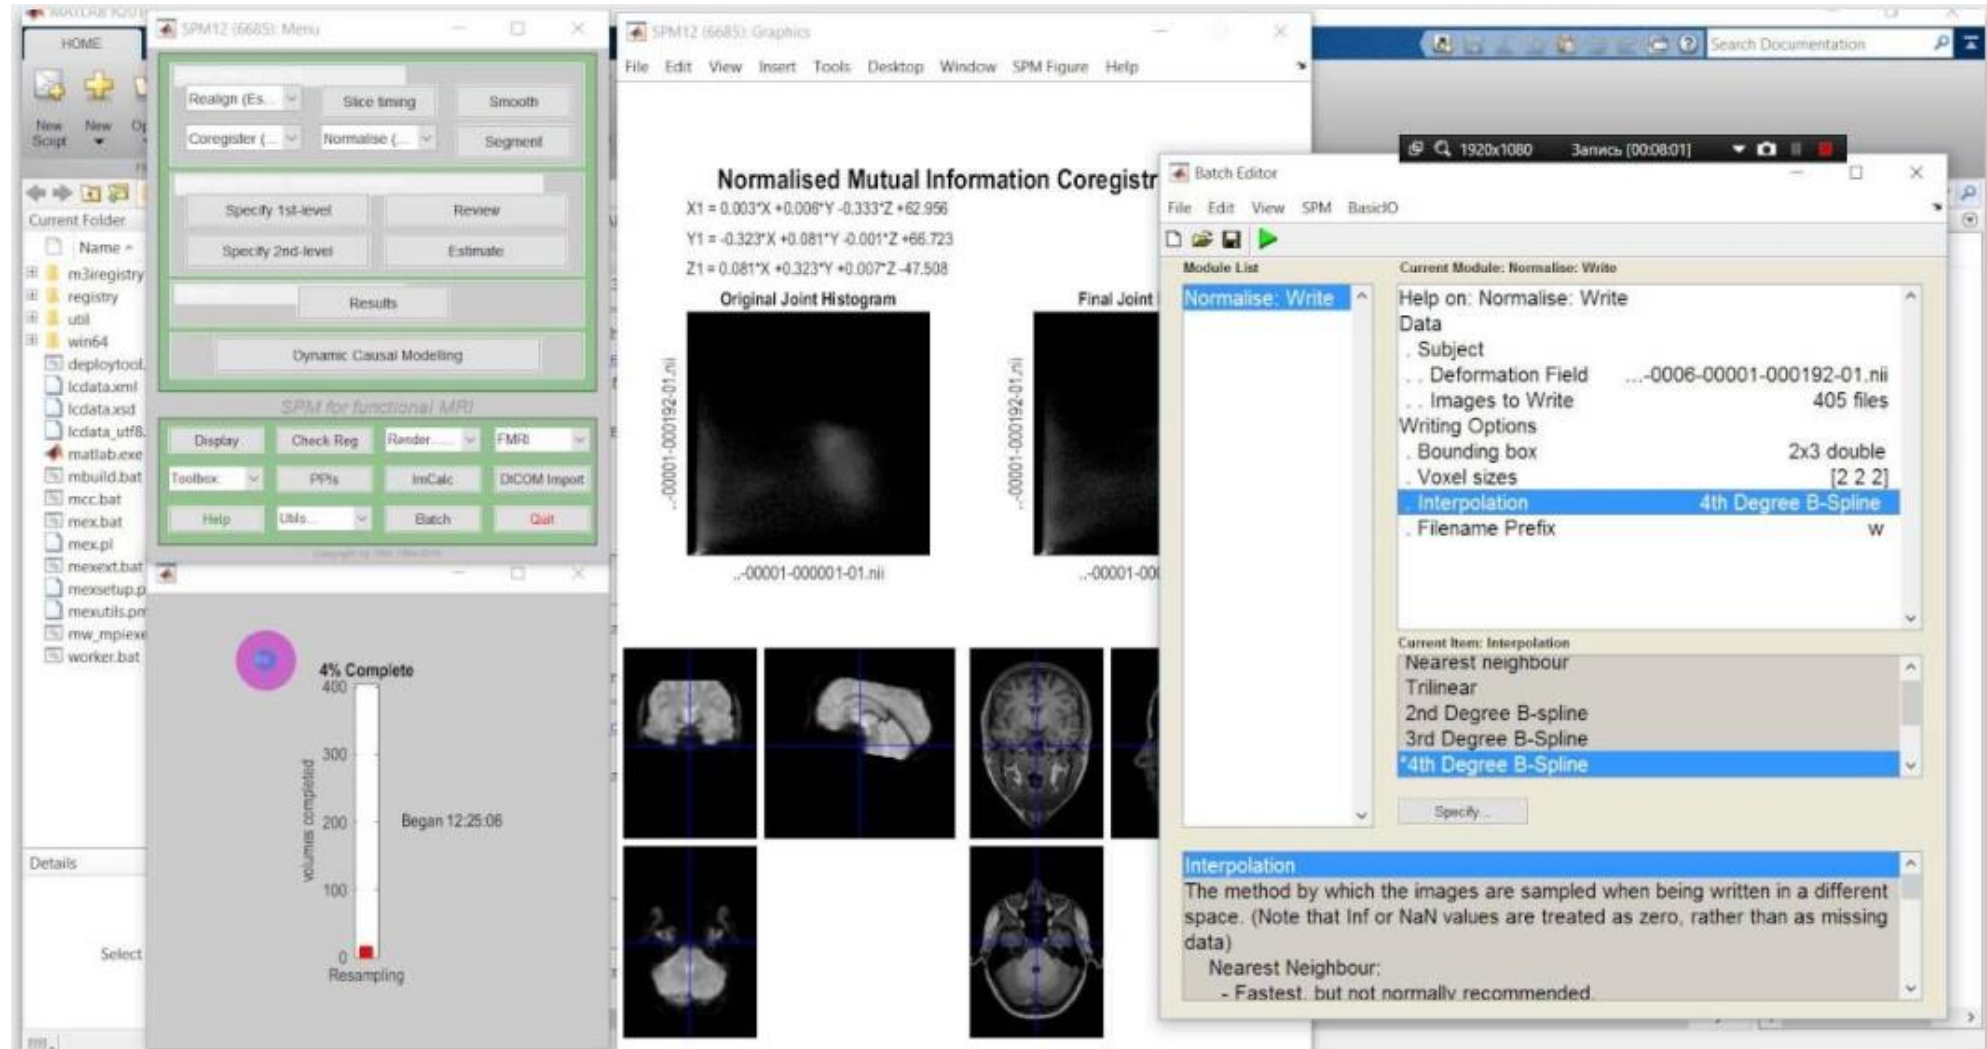 MATLAB R201
HOME
New Script
New
Op
Search Documentation
Current Folder
Name
m3iregistry
registry
util
win64
deploytool.
lcdata.xml
lcdata.xsd
lcdata_utf8.
matlab.exe
mbuild.bat
mcc.bat
mex.bat
mex.pl
mexext.bat
mexsetup.p
mexutils.pm
mw_mpiexe
worker.bat
Details
Select
SPM12 (6685): Menu
Realign (Es...
Slice timing
Smooth
Coregister (...
Normalise (...
Segment
Specify 1st-level
Review
Specify 2nd-level
Estimate
Results
Dynamic Causal Modelling
SPM for functional MRI
Display
Check Reg
Render......
FMRI
Toolbox:
PPIs
ImCalc
DICOM Import
Help
Utils...
Batch
Quit
4% Complete
400
300
200
100
0
volumes completed
Began 12:25:06
Resampling
SPM12 (6685): Graphics
File Edit View Insert Tools Desktop Window SPM Figure Help
Normalised Mutual Information Coregistr
X1 = 0.003*X +0.006*Y -0.333*Z +62.956
Y1 = -0.323*X +0.081*Y -0.001*Z +66.723
Z1 = 0.081*X +0.323*Y +0.007*Z -47.508
Original Joint Histogram
Final Joint
..-00001-000192-01.nii
..-00001-000192-01.nii
..-00001-000001-01.nii
..-00001-000
1920x1080 Запись [00:08:01]
Batch Editor
File Edit View SPM BasicIO
Module List
Normalise: Write
Current Module: Normalise: Write
Help on: Normalise: Write
Data
. Subject
. . Deformation Field ...-0006-00001-000192-01.nii
. . Images to Write 405 files
Writing Options
. Bounding box 2x3 double
. Voxel sizes [2 2 2]
. Interpolation 4th Degree B-Spline
. Filename Prefix w
Current Item: Interpolation
Nearest neighbour
Trilinear
2nd Degree B-spline
3rd Degree B-Spline
*4th Degree B-Spline
Specify...
Interpolation
The method by which the images are sampled when being written in a different
space. (Note that Inf or NaN values are treated as zero, rather than as missing
data)
Nearest Neighbour:
- Fastest, but not normally recommended.